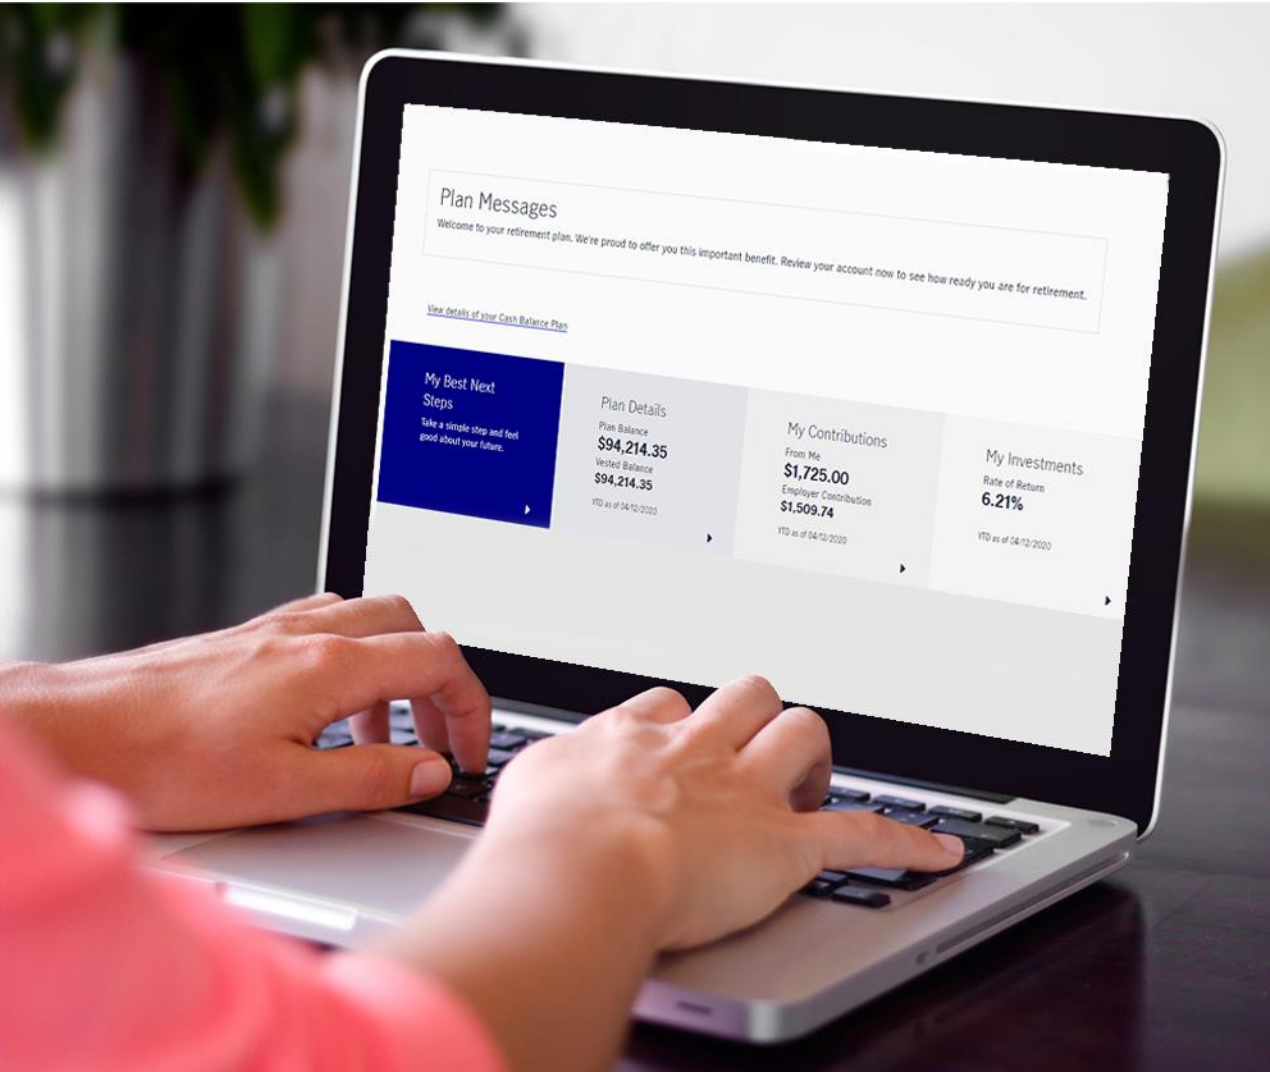 Plan Messages
Welcome to your retirement plan. We're proud to offer you this important benefit. Review your account now to see how ready you are for retirement.
View details of your Cash Balance Plan
My Best Next
Steps
Take a simple step and feel
good about your future.
Plan Details
Plan Balance
$94,214.35
Vested Balance
$94,214.35
YTD as of 04/12/2020
My Contributions
From Me
$1,725.00
Employer Contribution
$1,509.74
YTD as of 04/12/2020
My Investments
Rate of Return
6.21%
YTD as of 04/12/2020